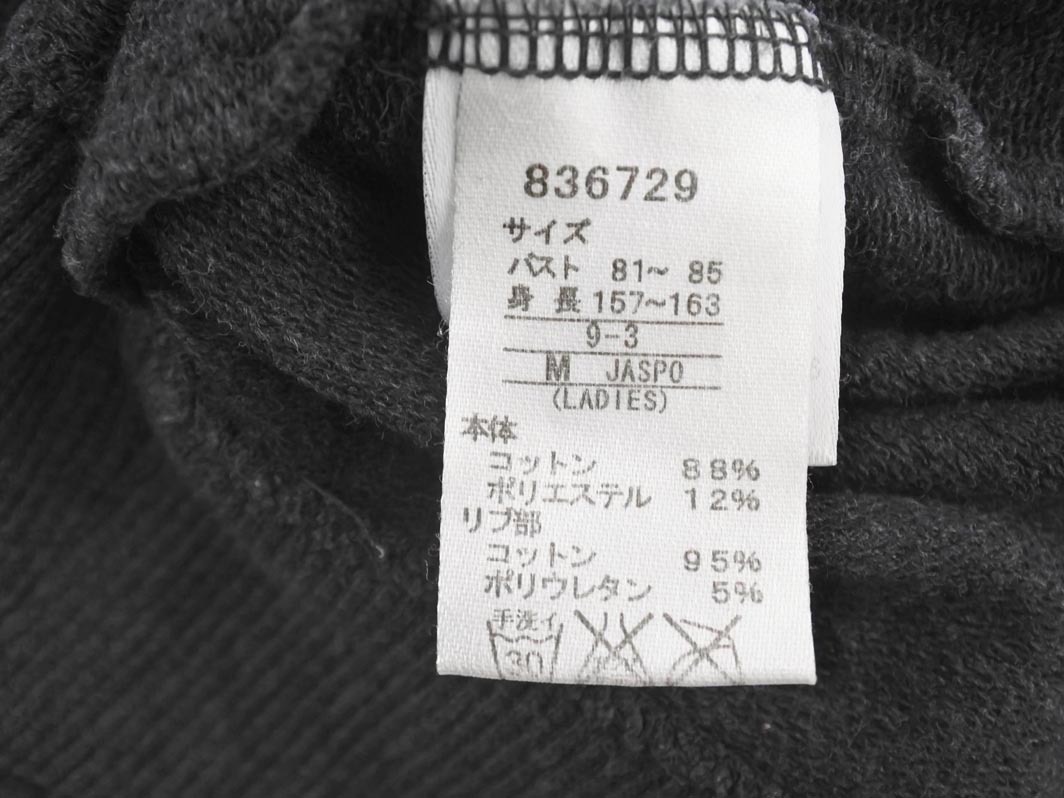 836729
サイズ
バスト 81～ 85
身 長 157～163
9-3
M JASPO
(LADIES)
本体
コットン 88%
ポリエステル 12%
リブ部
コットン 95%
ポリウレタン 5%
手洗イ
30